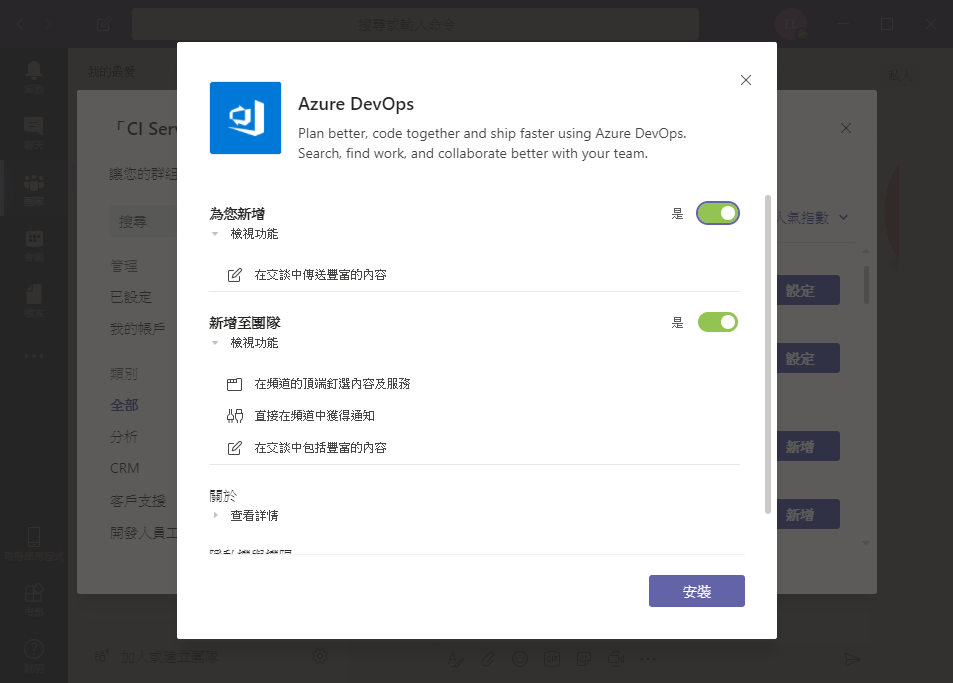 搜尋或輸入命令
我的最愛
私人
「CI Serv
讓您的群組
搜尋
人氣指數
管理
已設定
我的帳戶
類別
全部
分析
CRM
客戶支援
開發人員工
設定
設定
新增
新增
Azure DevOps
Plan better, code together and ship faster using Azure DevOps.
Search, find work, and collaborate better with your team.
為您新增
是
檢視功能
在交談中傳送豐富的內容
新增至團隊
是
檢視功能
在頻道的頂端釘選內容及服務
直接在頻道中獲得通知
在交談中包括豐富的內容
關於
查看詳情
安裝
加入或建立團隊